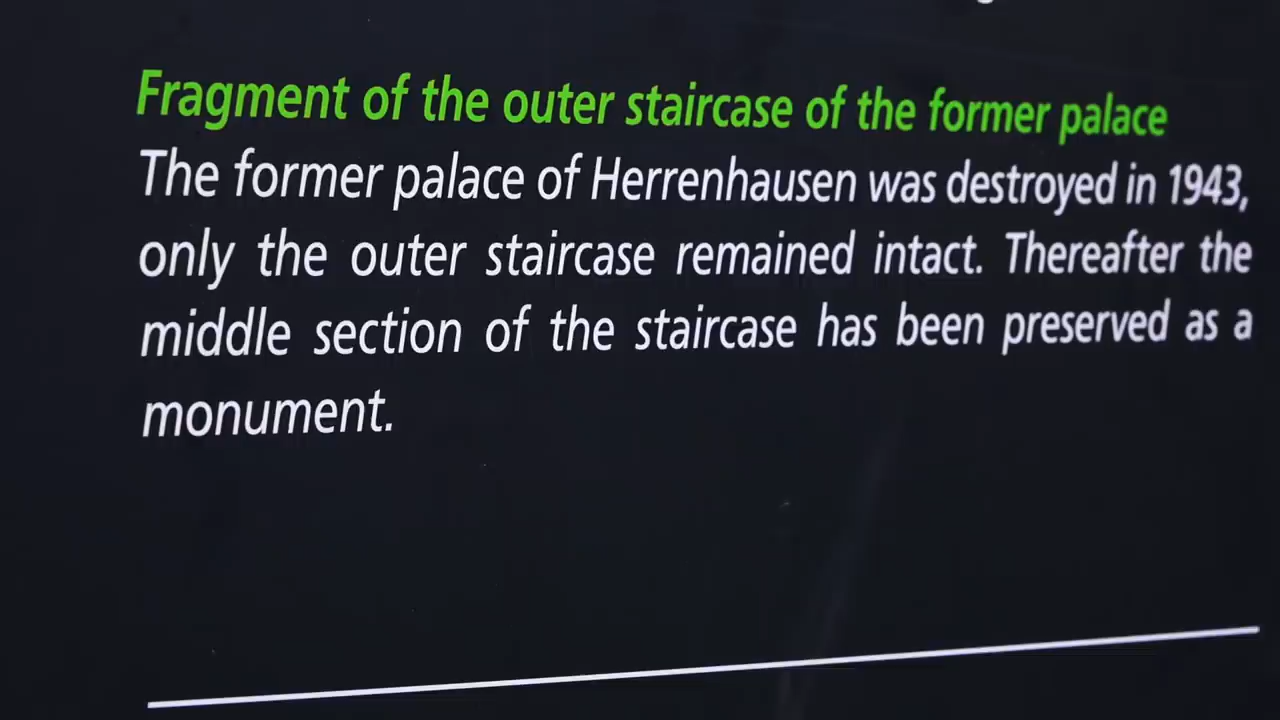 Fragment of the outer staircase of the former palace
The former palace of Herrenhausen was destroyed in 1943,
only the outer staircase remained intact. Thereafter the
middle section of the staircase has been preserved as a
monument.